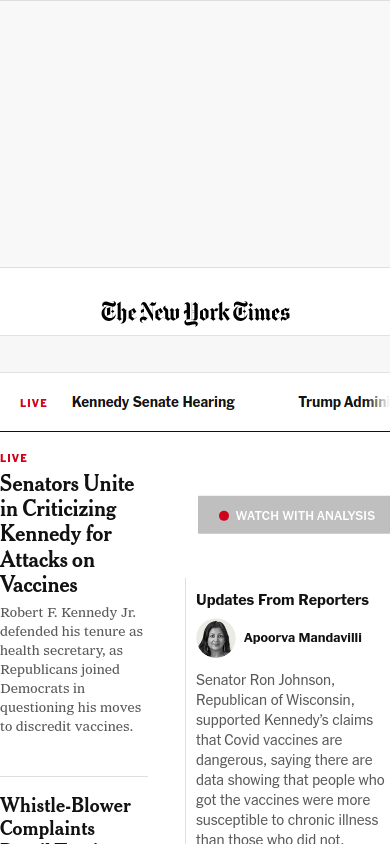 The New York Times
LIVE Kennedy Senate Hearing Trump Admin
LIVE
Senators Unite
in Criticizing
Kennedy for
Attacks on
Vaccines
Robert F. Kennedy Jr.
defended his tenure as
health secretary, as
Republicans joined
Democrats in
questioning his moves
to discredit vaccines.
Whistle-Blower
Complaints
WATCH WITH ANALYSIS
Updates From Reporters
Apoorva Mandavilli
Senator Ron Johnson,
Republican of Wisconsin,
supported Kennedy's claims
that Covid vaccines are
dangerous, saying there are
data showing that people who
got the vaccines were more
susceptible to chronic illness
than those who did not.